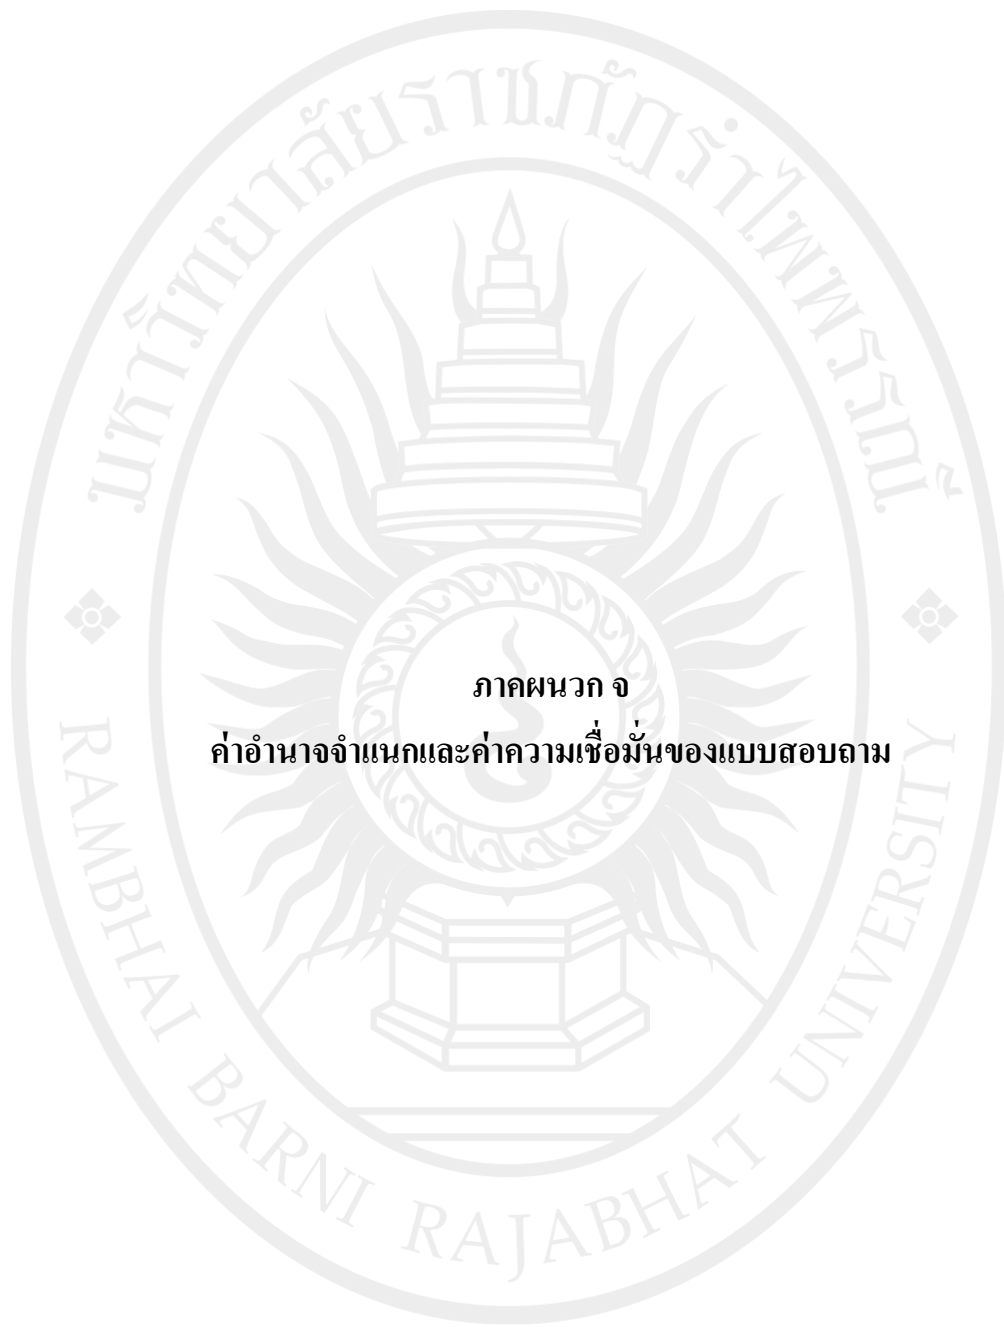 มหาวิทยาลัยราชภัฏรำไพพรรณี
ภาคผนวก จ
ค่าอำนาจจำแนกและค่าความเชื่อมั่นของแบบสอบถาม
RAMBHAI BARNI RAJABHAT UNIVERSITY